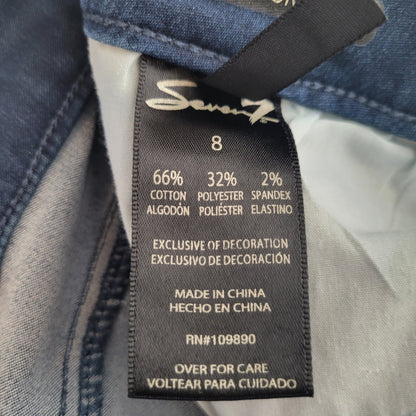 Seven7
8
66% 32% 2%
COTTON POLYESTER SPANDEX
ALGODÓN POLIÉSTER ELASTINO
EXCLUSIVE OF DECORATION
EXCLUSIVO DE DECORACIÓN
MADE IN CHINA
HECHO EN CHINA
RN#109890
OVER FOR CARE
VOLTEAR PARA CUIDADO